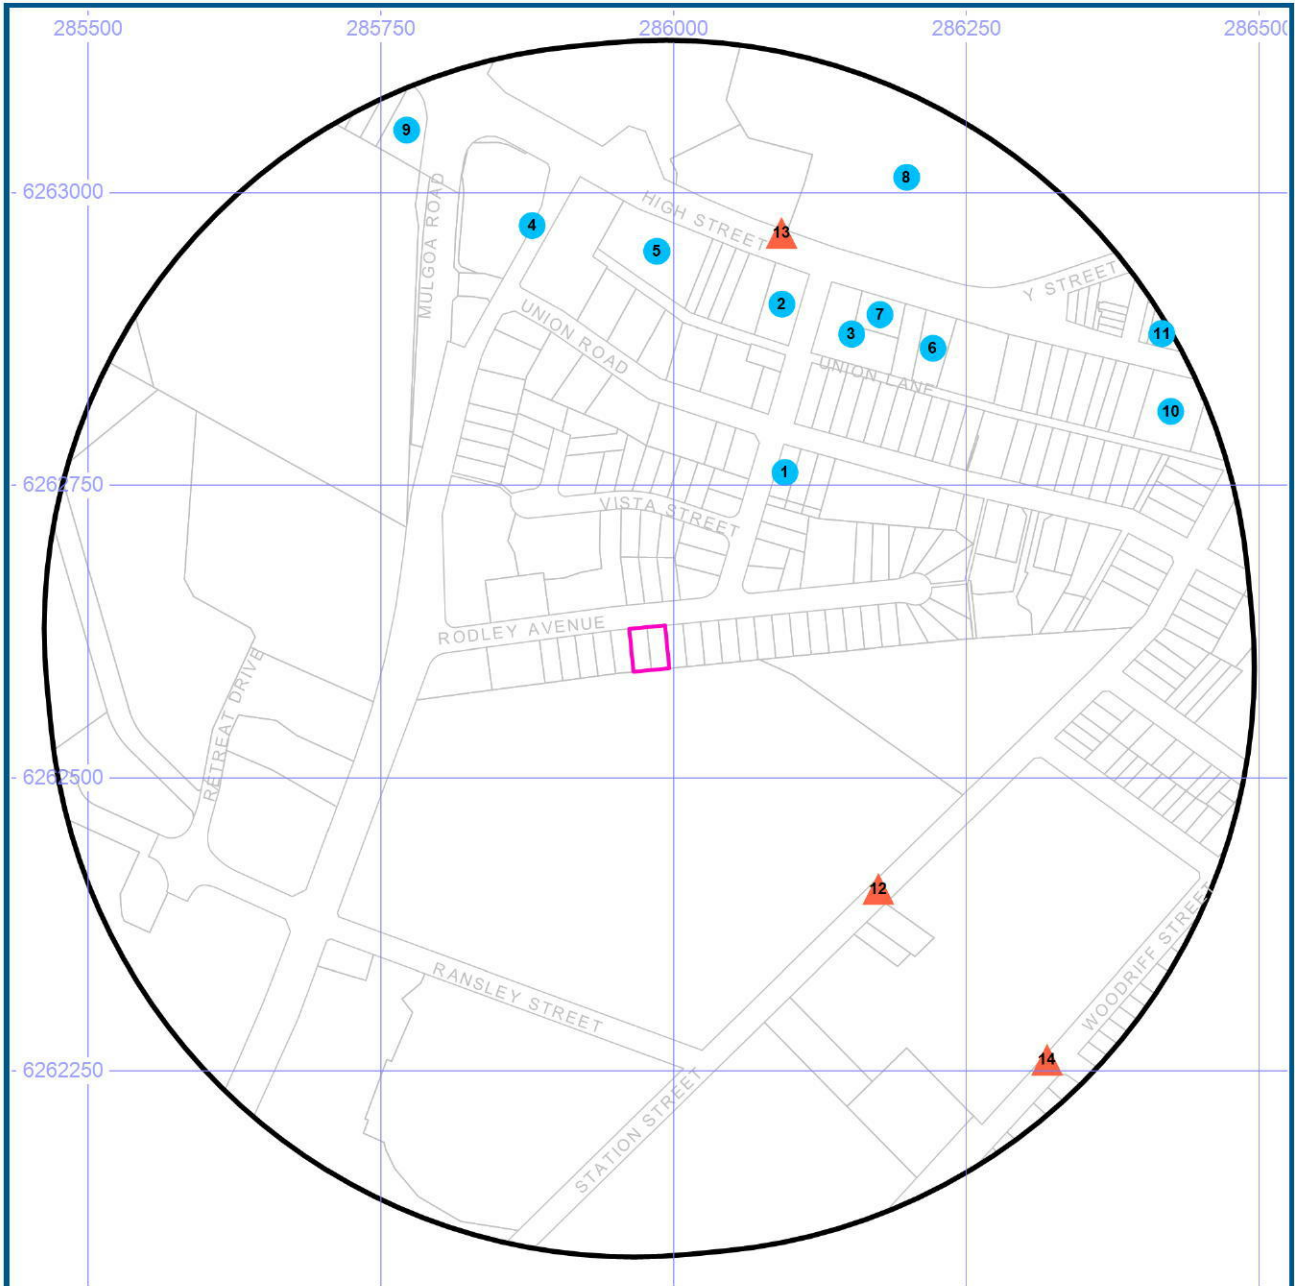 285500
285750
286000
286250
286500
9
6263000
8
MULGOA ROAD
4
HIGH STREET
13
5
Y STREET
2
7
3
11
6
UNION ROAD
UNION LANE
10
1
6262750
VISTA STREET
RODLEY AVENUE
RETREAT DRIVE
6262500
12
WOODRIFF STREET
RANSLEY STREET
14
6262250
STATION STREET